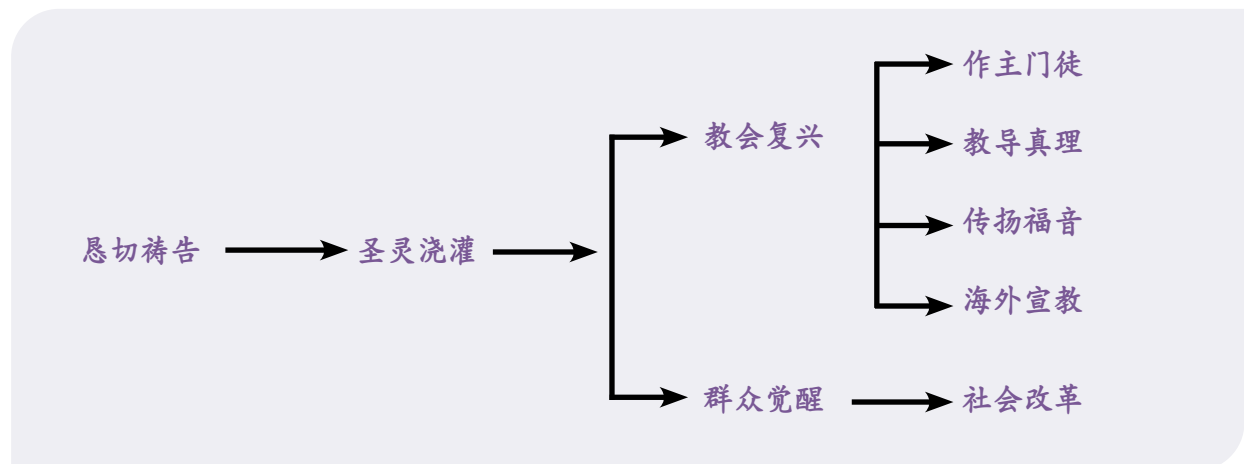 作主门徒
教会复兴
教导真理
传扬福音
恳切祷告
圣灵浇灌
海外宣教
群众觉醒
社会改革